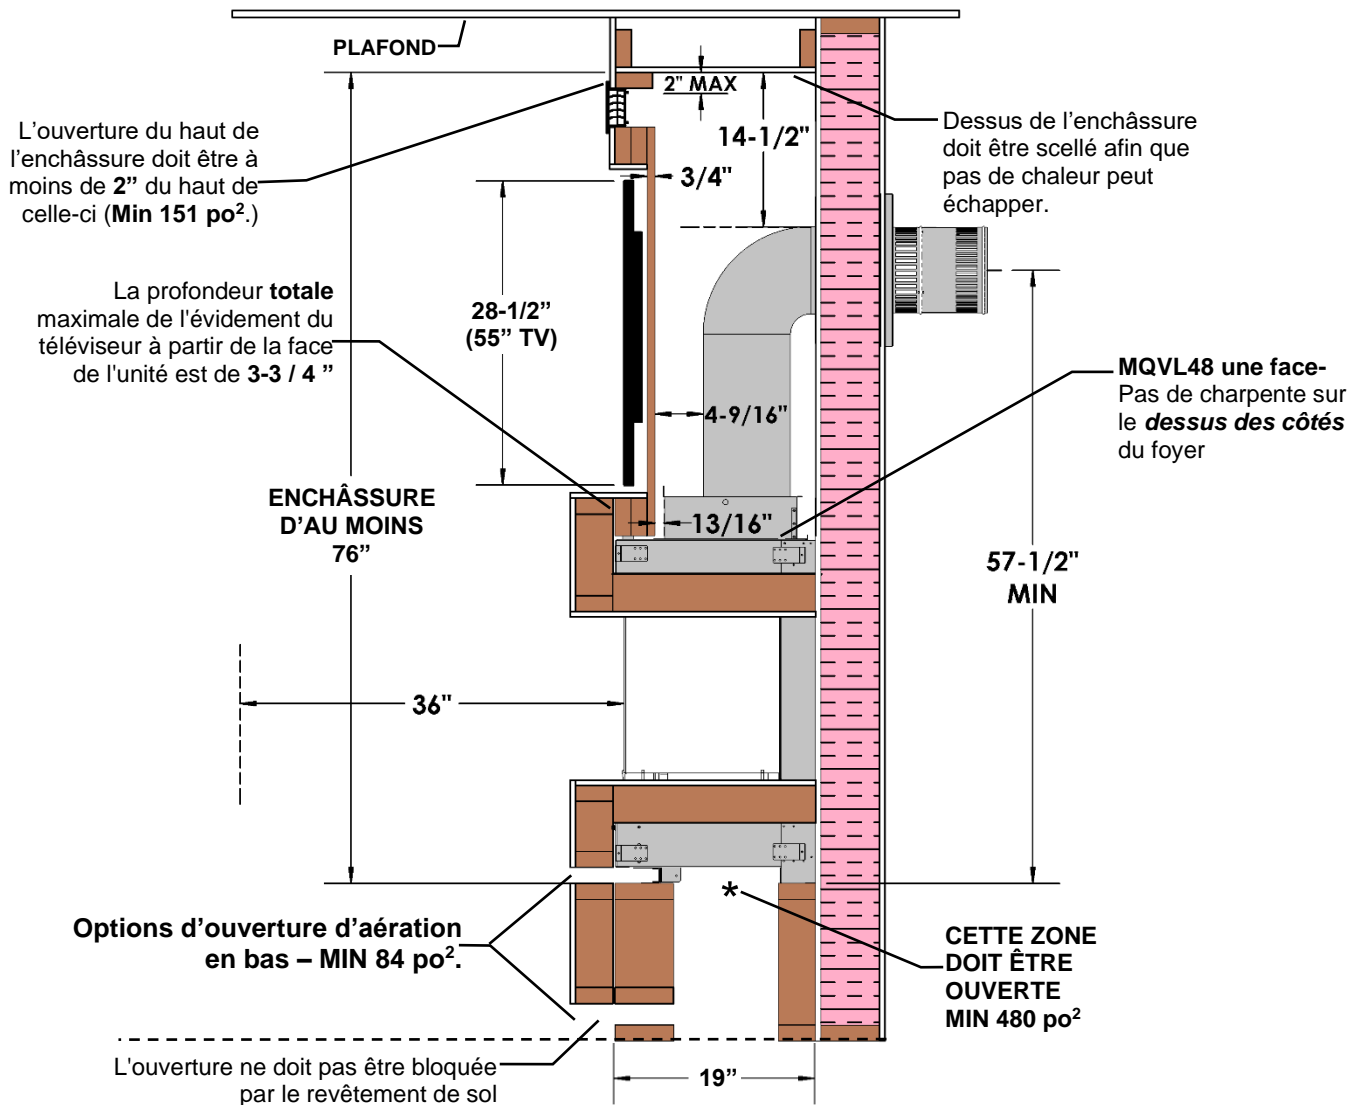 PLAFOND
2" MAX
14-1/2"
3/4"
L'ouverture du haut de
l'enchâssure doit être à
moins de 2” du haut de
celle-ci (Min 151 po².)
Dessus de l’enchâssure
doit être scellé afin que
pas de chaleur peut
échapper.
La profondeur totale
maximale de l'évidement du
téléviseur à partir de la face
de l'unité est de 3-3 / 4 ”
28-1/2”
(55” TV)
4-9/16"
MQVL48 une face-
Pas de charpente sur
le dessus des côtés
du foyer
ENCHÂSSURE
D’AU MOINS
76”
13/16"
57-1/2"
MIN
36"
*
Options d’ouverture d’aération
en bas – MIN 84 po².
CETTE ZONE
DOIT ÊTRE
OUVERTE
MIN 480 po²
L'ouverture ne doit pas être bloquée
par le revêtement de sol
19”